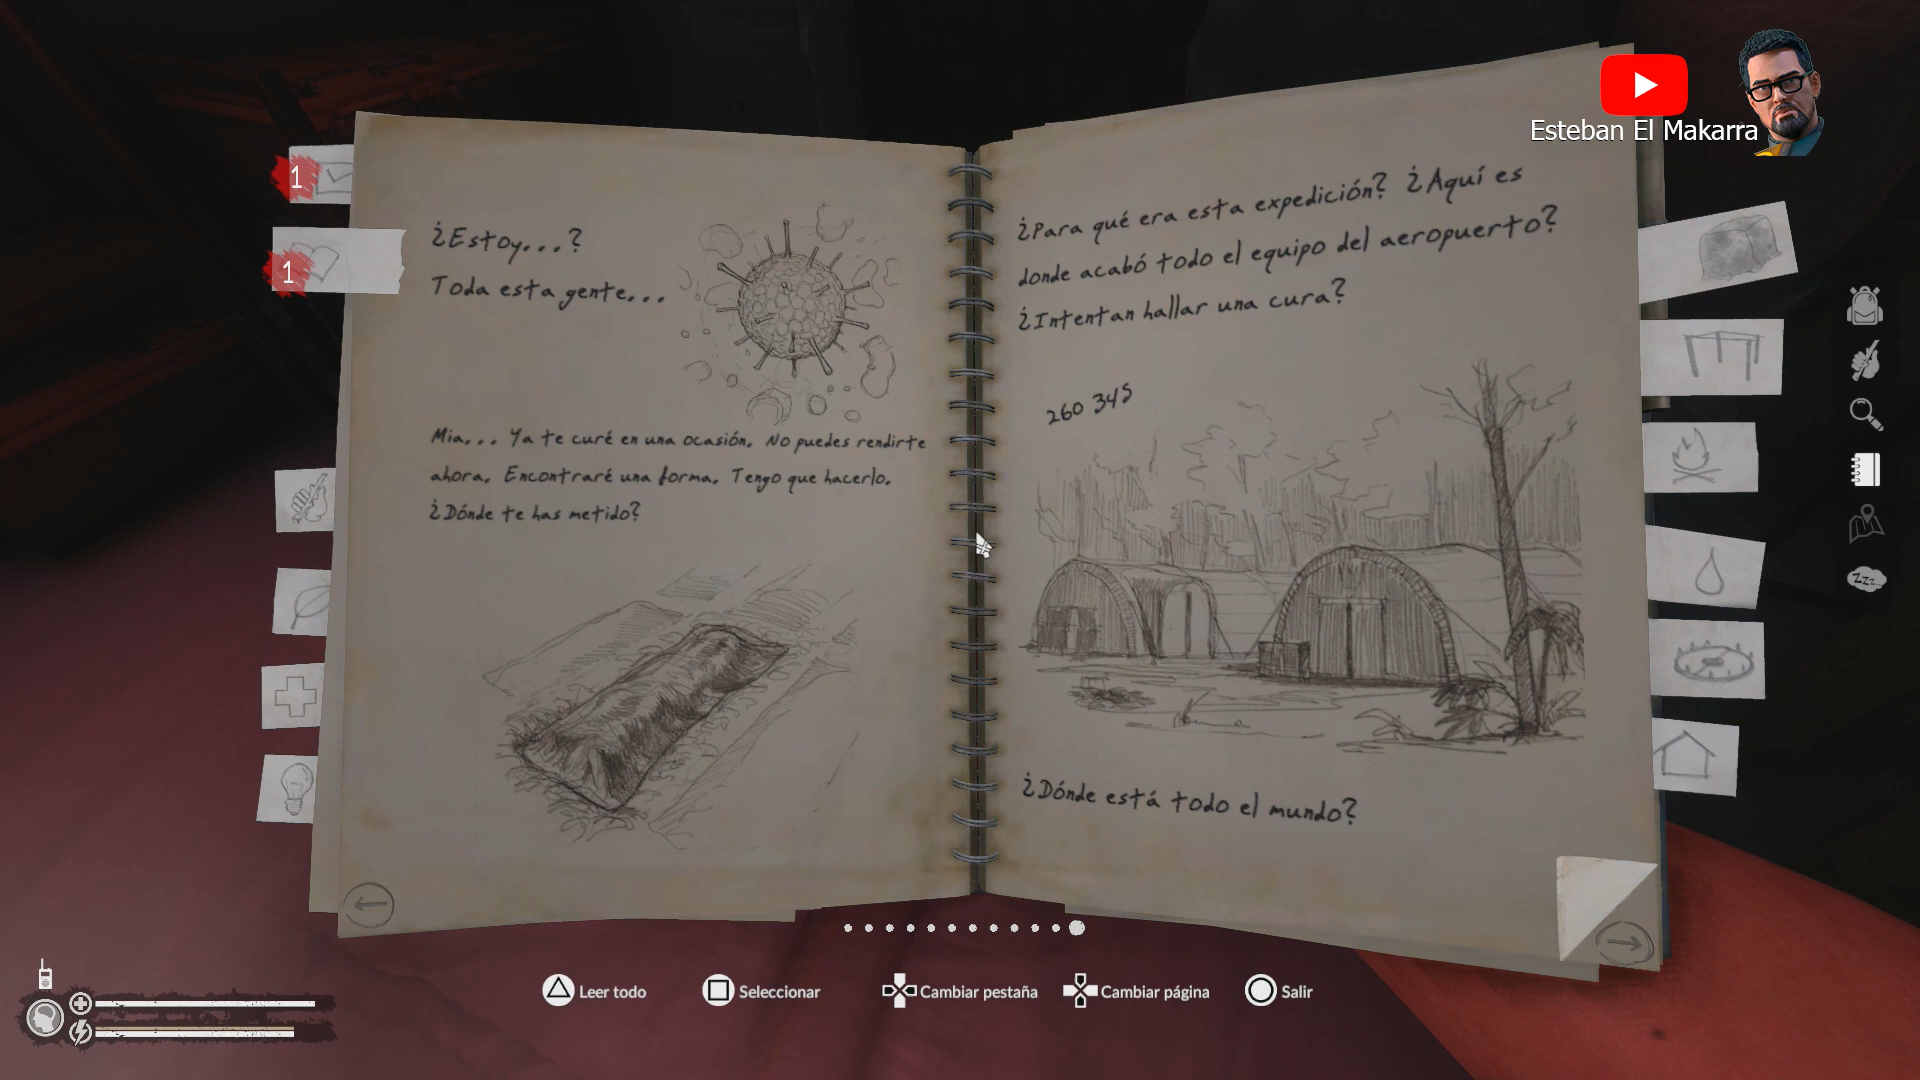 Esteban El Makarra
1
1
¿Estoy...?
Toda esta gente...
Mia... Ya te curé en una ocasión. No puedes rendirte
ahora. Encontraré una forma. Tengo que hacerlo.
¿Dónde te has metido?
¿Para qué era esta expedición? ¿Aquí es
donde acabó todo el equipo del aeropuerto?
¿Intentan hallar una cura?
260 345
¿Dónde está todo el mundo?
zzz
Leer todo
Seleccionar
Cambiar pestaña
Cambiar página
Salir